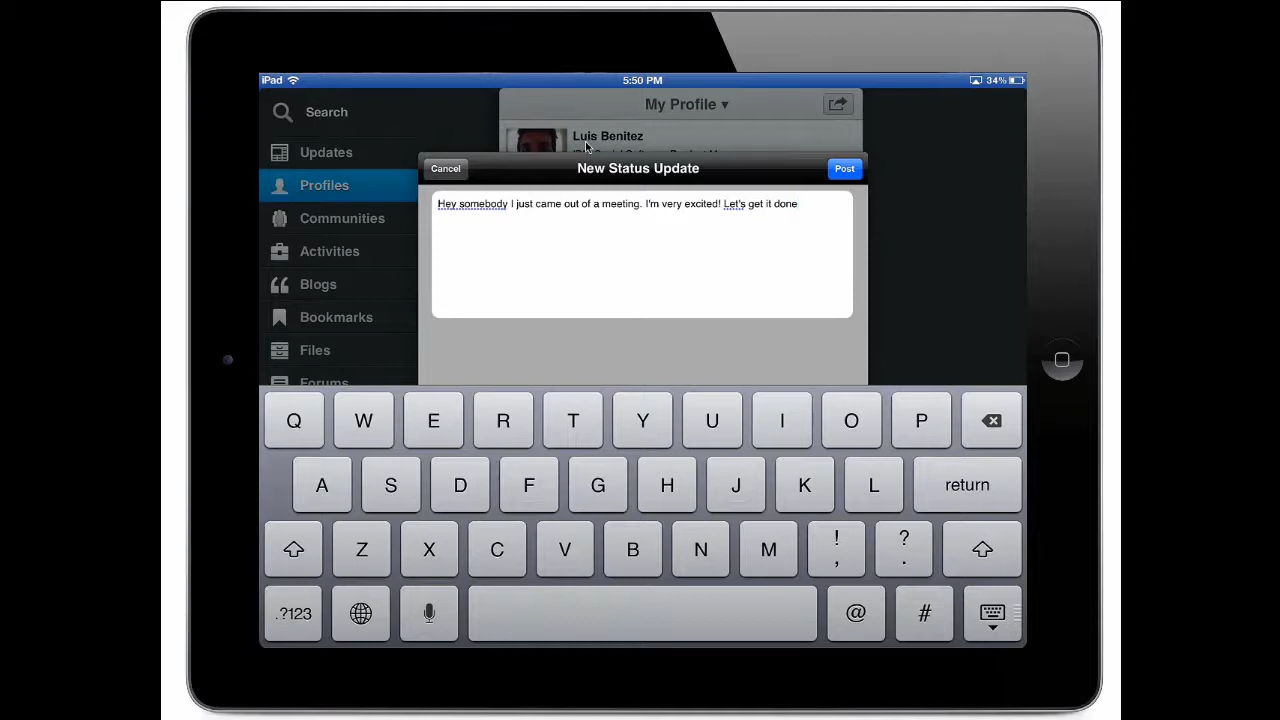 iPad 5:50 PM 34%
Search
My Profile ▾
Luis Benitez
Updates
Cancel New Status Update Post
Profiles
Hey somebody I just came out of a meeting. I'm very excited! Let's get it done
Communities
Activities
Blogs
Bookmarks
Files
Forums
Q W E R T Y U I O P
A S D F G H J K L return
Z X C V B N M ! , ? .
.?123 @ #